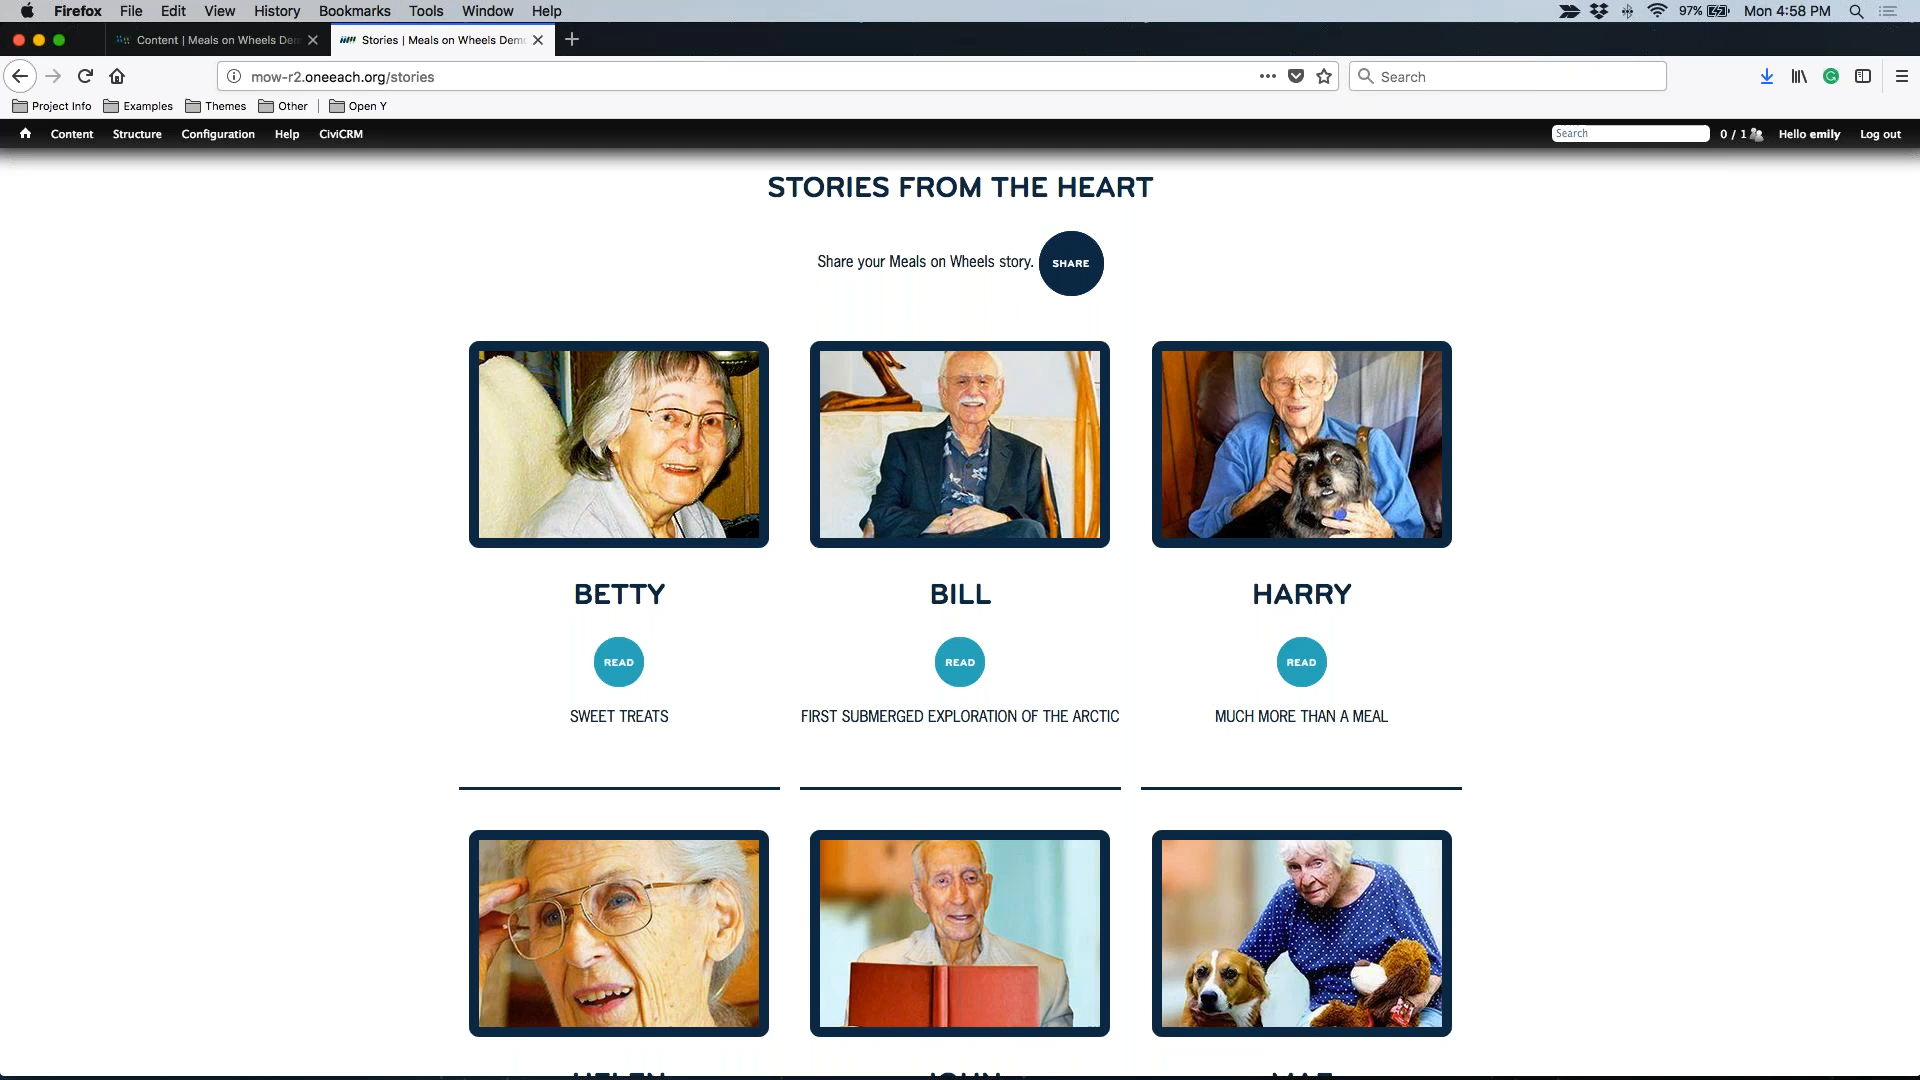 Firefox File Edit View History Bookmarks Tools Window Help 97% Mon 4:58 PM
Content | Meals on Wheels Dem Stories | Meals on Wheels Demo
mow-r2.oneeach.org/stories Search
Project Info Examples Themes Other Open Y
Content Structure Configuration Help CiviCRM Search 0 / 1 Hello emily Log out
STORIES FROM THE HEART
Share your Meals on Wheels story. SHARE
BETTY BILL HARRY
READ READ READ
SWEET TREATS FIRST SUBMERGED EXPLORATION OF THE ARCTIC MUCH MORE THAN A MEAL